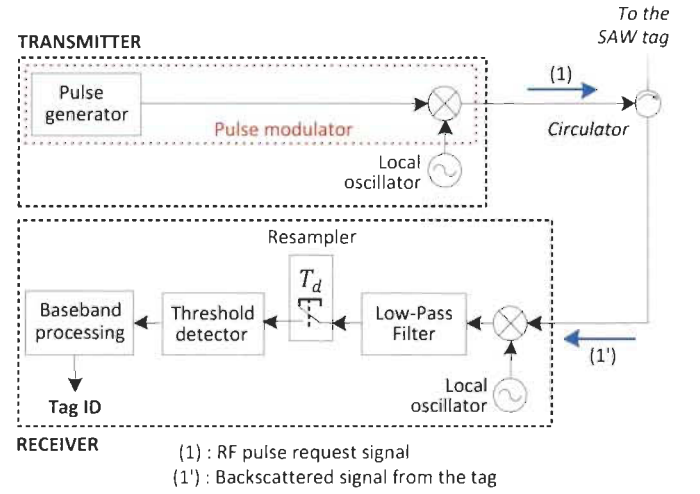 To the
SAW tag
TRANSMITTER
Pulse
generator
(1)
Pulse modulator
Circulator
Local
oscillator
Resampler
T_d
Baseband
processing
Threshold
detector
Low-Pass
Filter
(1')
Local
oscillator
Tag ID
RECEIVER
(1) : RF pulse request signal
(1') : Backscattered signal from the tag